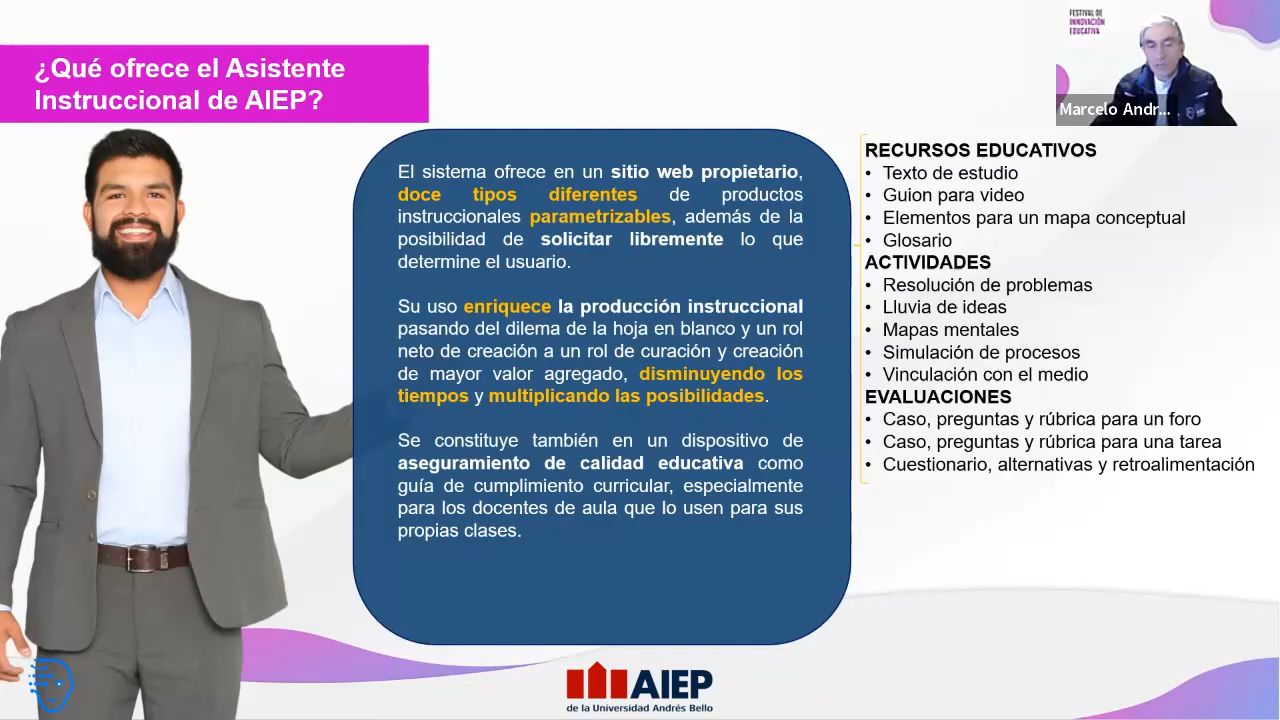 ¿Qué ofrece el Asistente
Instruccional de AIEP?
FESTIVAL DE
INNOVACIÓN
EDUCATIVA
Marcelo Andr...
El sistema ofrece en un sitio web propietario,
doce tipos diferentes de productos
instruccionales parametrizables, además de la
posibilidad de solicitar libremente lo que
determine el usuario.
Su uso enriquece la producción instruccional
pasando del dilema de la hoja en blanco y un rol
neto de creación a un rol de curación y creación
de mayor valor agregado, disminuyendo los
tiempos y multiplicando las posibilidades.
Se constituye también en un dispositivo de
aseguramiento de calidad educativa como
guía de cumplimiento curricular, especialmente
para los docentes de aula que lo usen para sus
propias clases.
RECURSOS EDUCATIVOS
• Texto de estudio
• Guion para video
• Elementos para un mapa conceptual
• Glosario
ACTIVIDADES
• Resolución de problemas
• Lluvia de ideas
• Mapas mentales
• Simulación de procesos
• Vinculación con el medio
EVALUACIONES
• Caso, preguntas y rúbrica para un foro
• Caso, preguntas y rúbrica para una tarea
• Cuestionario, alternativas y retroalimentación
AIEP
de la Universidad Andrés Bello